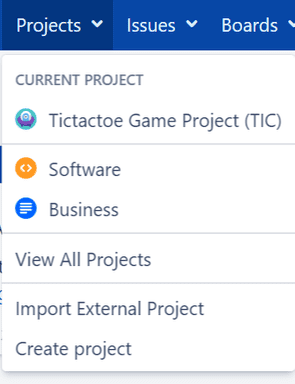 Projects Issues Boards
CURRENT PROJECT
Tictactoe Game Project (TIC)
Software
Business
View All Projects
Import External Project
Create project